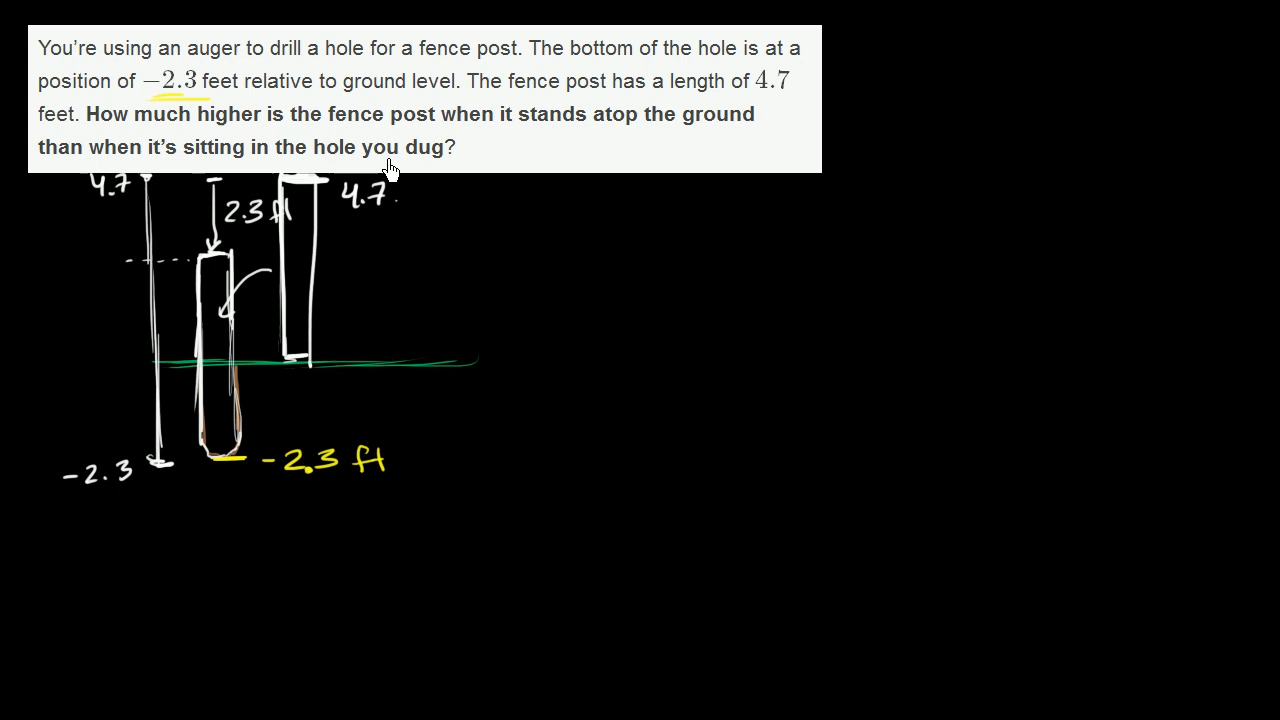 You’re using an auger to drill a hole for a fence post. The bottom of the hole is at a
position of −2.3 feet relative to ground level. The fence post has a length of 4.7
feet. How much higher is the fence post when it stands atop the ground
than when it’s sitting in the hole you dug?
4.7
2.3 ft
4.7
-2.3
-2.3 ft